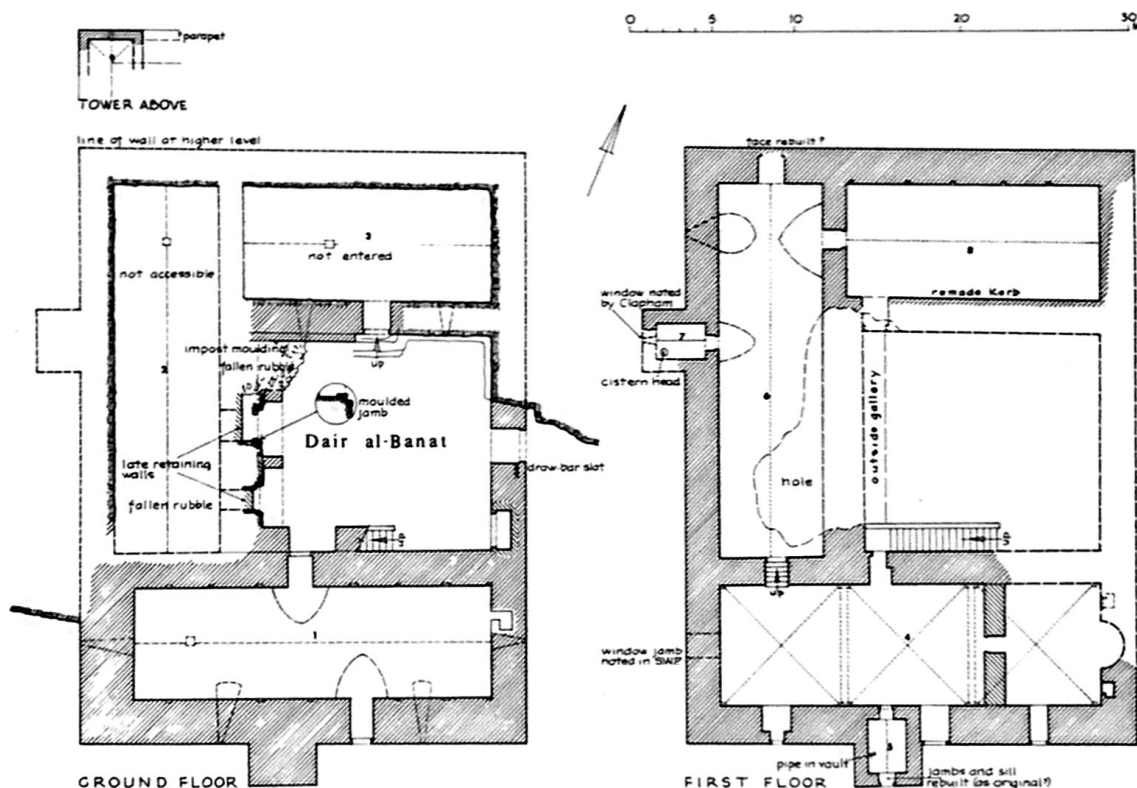 parapet
TOWER ABOVE
line of wall at higher level
2
not accessible
3
not entered
impost moulding
fallen rubble
up
moulded
jamb
Dair al-Banat
late retaining
walls
fallen rubble
draw-bar slot
up
1
GROUND FLOOR
0 5 10 20 30
face rebuilt?
window noted
by Clapham
7
cistern head
6
8
remade Kerb
hole
outside gallery
up
up
4
window jamb
noted in SWP
5
pipe in vault
jambs and sill
rebuilt (as original?)
FIRST FLOOR